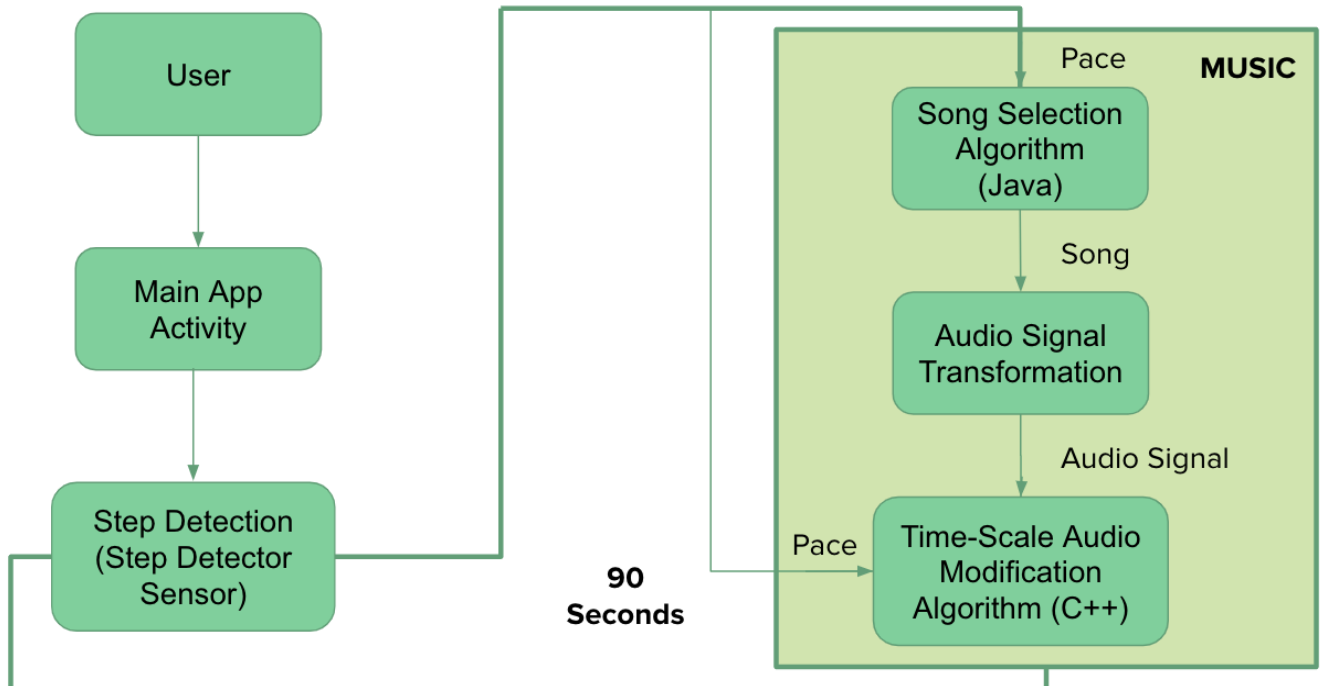 User
Main App
Activity
Step Detection
(Step Detector
Sensor)
90
Seconds
MUSIC
Pace
Song Selection
Algorithm
(Java)
Song
Audio Signal
Transformation
Audio Signal
Pace
Time-Scale Audio
Modification
Algorithm (C++)